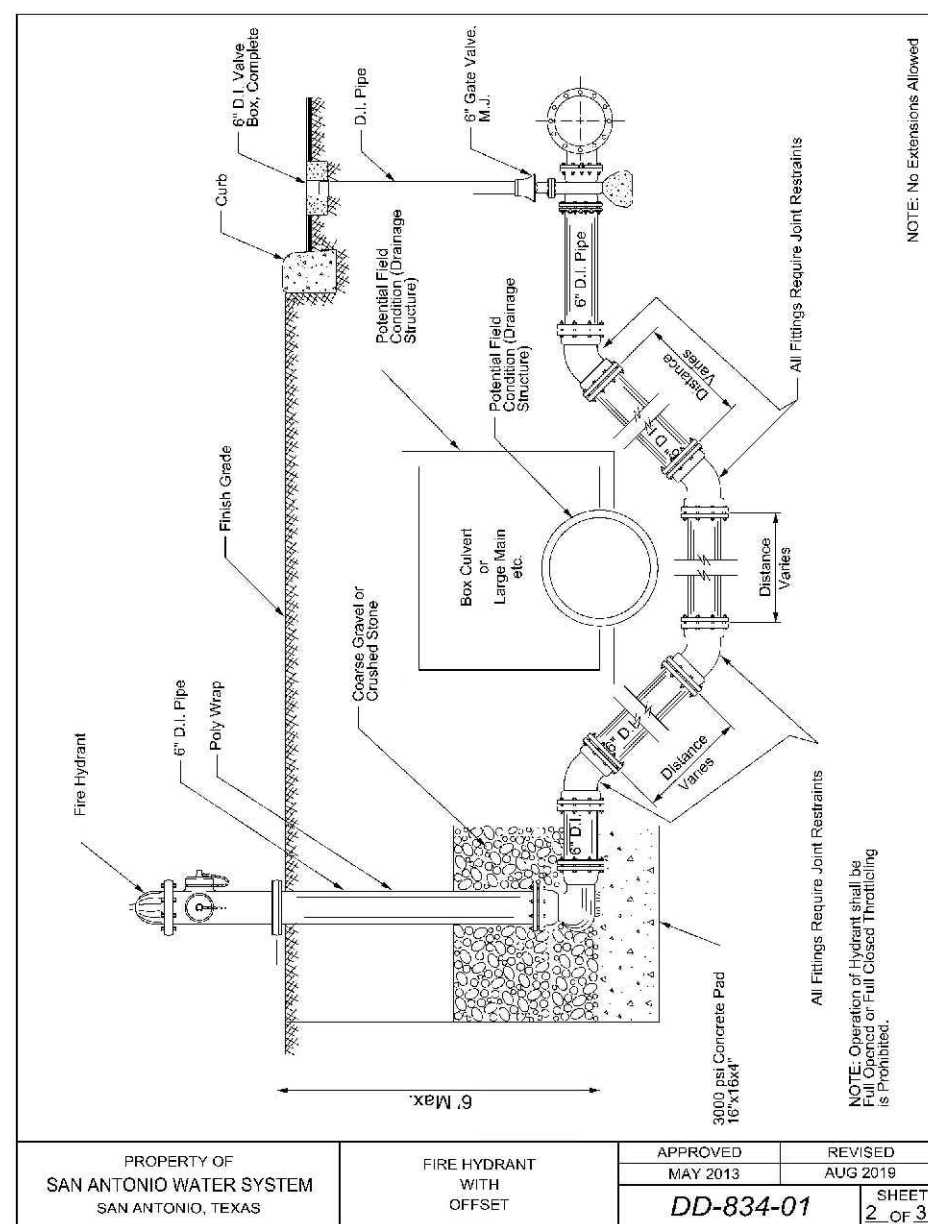 Fire Hydrant
6" D.I. Pipe
Poly Wrap
Finish Grade
Coarse Gravel or
Crushed Stone
Potential Field
Condition (Drainage
Structure)
Curb
6" D.I. Valve
Box, Complete
D.I. Pipe
6" Gate Valve.
M.J.
Potential Field
Condition (Drainage
Structure)
Box Culvert
or
Large Main
etc.
6" D.I.
6" D.I.
6" D.I.
6" D.I. Pipe
Distance
Varies
Distance
Varies
Distance
Varies
6' Max.
3000 psi Concrete Pad
16"x16x4"
All Fittings Require Joint Restraints
All Fittings Require Joint Restraints
NOTE: Operation of Hydrant shall be
Full Opened or Full Closed Throttlcling
is Prohibited.
NOTE: No Extensions Allowed
PROPERTY OF
SAN ANTONIO WATER SYSTEM
SAN ANTONIO, TEXAS
FIRE HYDRANT
WITH
OFFSET
APPROVED
MAY 2013
REVISED
AUG 2019
DD-834-01
SHEET
2 OF 3